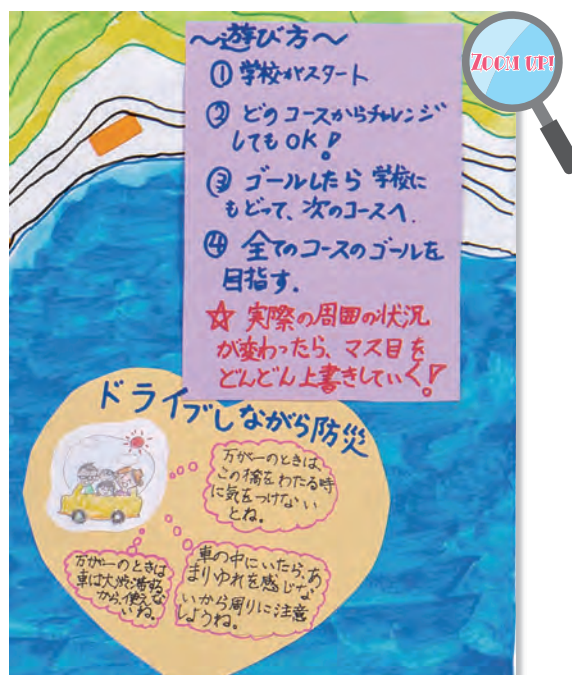 ZOOM UP!
〜遊び方〜
① 学校がスタート
② どのコースからチャレンジ
してもOK!
③ ゴールしたら 学校に
もどって、次のコースへ.
④ 全てのコースのゴールを
目指す.
☆ 実際の周囲の状況
が変わったら、マス目を
どんどん上書きしていく!
ドライブしながら防災
万が一のときは、
この橋をわたる時
に気をつけない
とね。
万が一のときは
車は大渋滞する
から、使えな
いね。
車の中にいたら、あ
まりゆれを感じな
いから周りに注意
しようね。